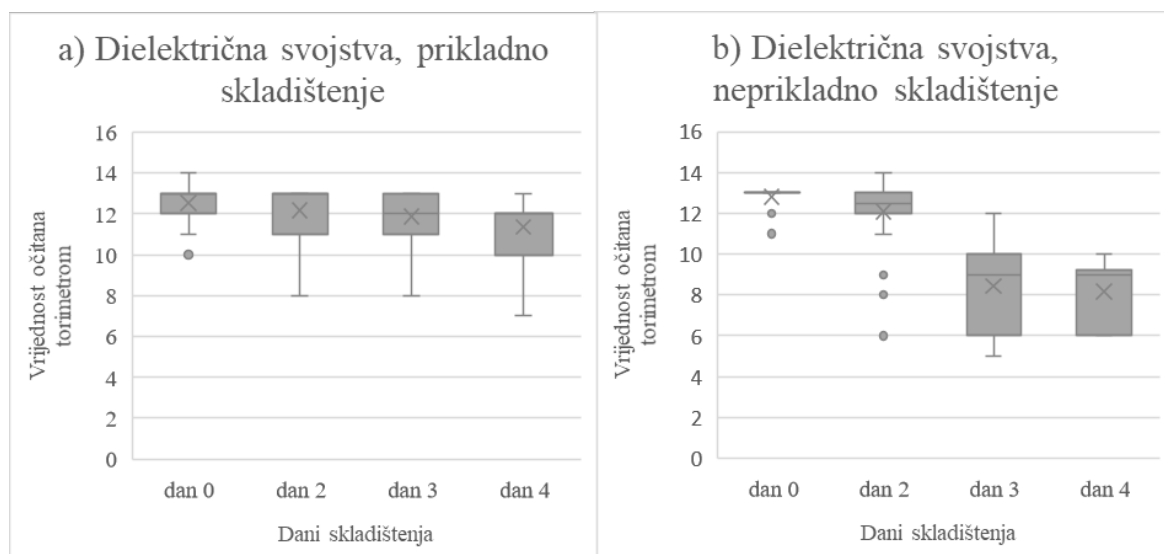 a) Dielektrična svojstva, prikladno
skladištenje
16
14
12
10
8
6
4
2
0
Vrijednost očitana
torimetrom
dan 0 dan 2 dan 3 dan 4
Dani skladištenja
b) Dielektrična svojstva,
neprikladno skladištenje
16
14
12
10
8
6
4
2
0
Vrijednost očitana
torimetrom
dan 0 dan 2 dan 3 dan 4
Dani skladištenja